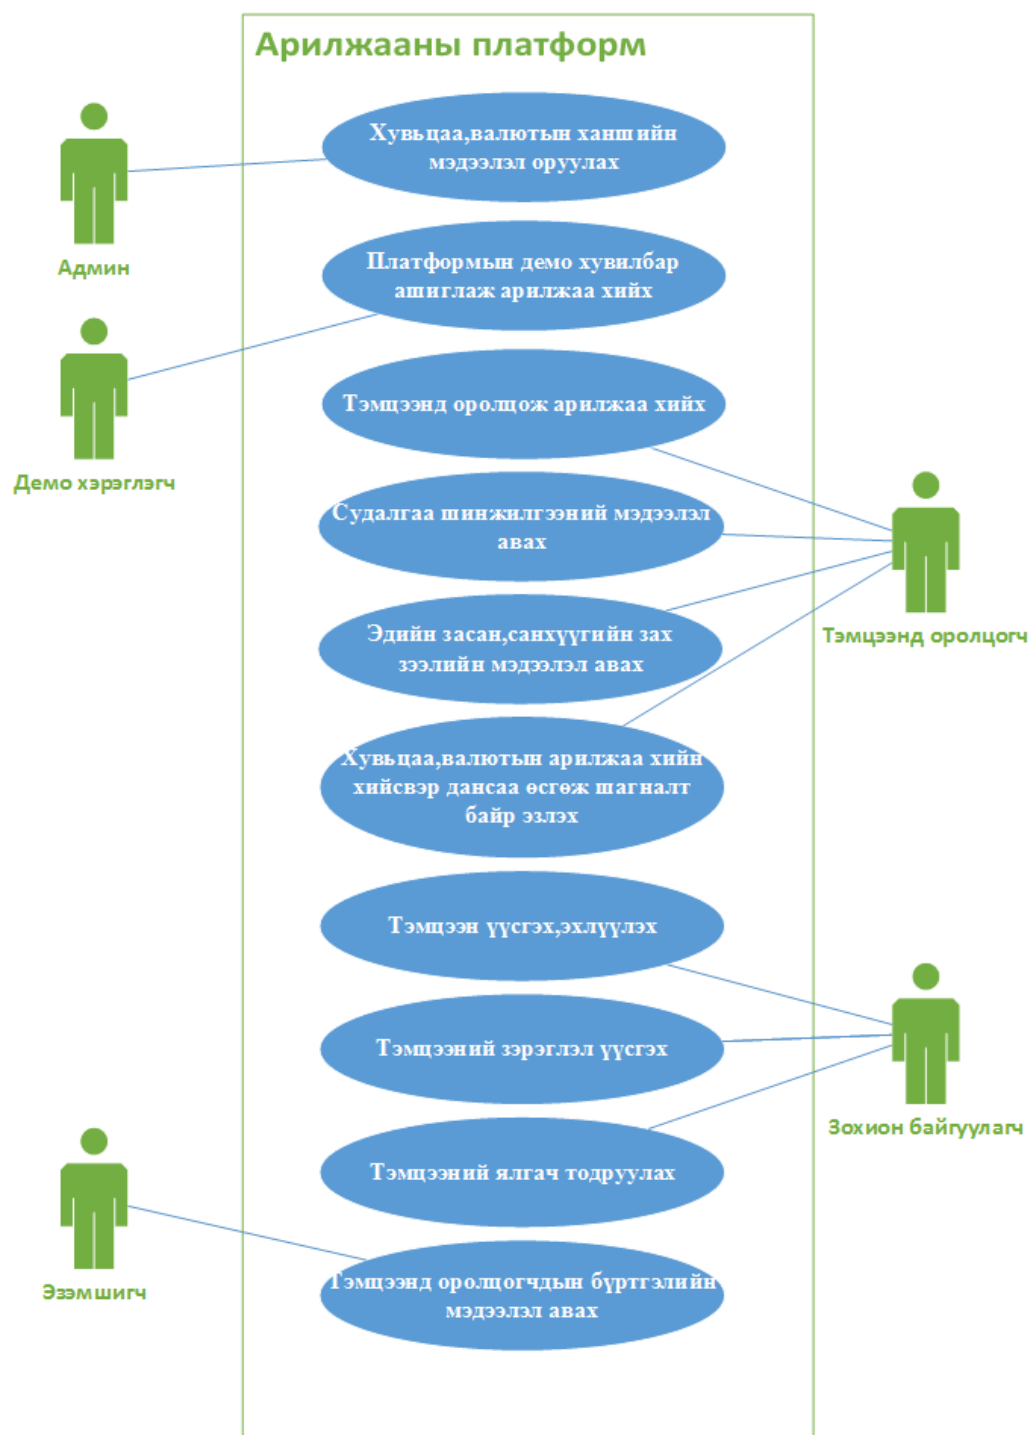 Арилжааны платформ
Хувьцаа,валютын ханшийн
мэдээлэл оруулах
Админ
Платформын демо хувилбар
ашиглаж арилжаа хийх
Демо хэрэглэгч
Тэмцээнд оролцож арилжаа хийх
Судалгаа шинжилгээний мэдээлэл
авах
Тэмцээнд оролцогч
Эдийн засан,санхүүгийн зах
зээлийн мэдээлэл авах
Хувьцаа,валютын арилжаа хийн
хийсвэр дансаа өсгөж шагналт
байр эзлэх
Тэмцээн үүсгэх,эхлүүлэх
Тэмцээний зэрэглэл үүсгэх
Зохион байгуулагч
Тэмцээний ялгач тодруулах
Эзэмшигч
Тэмцээнд оролцогчдын бүртгэлийн
мэдээлэл авах